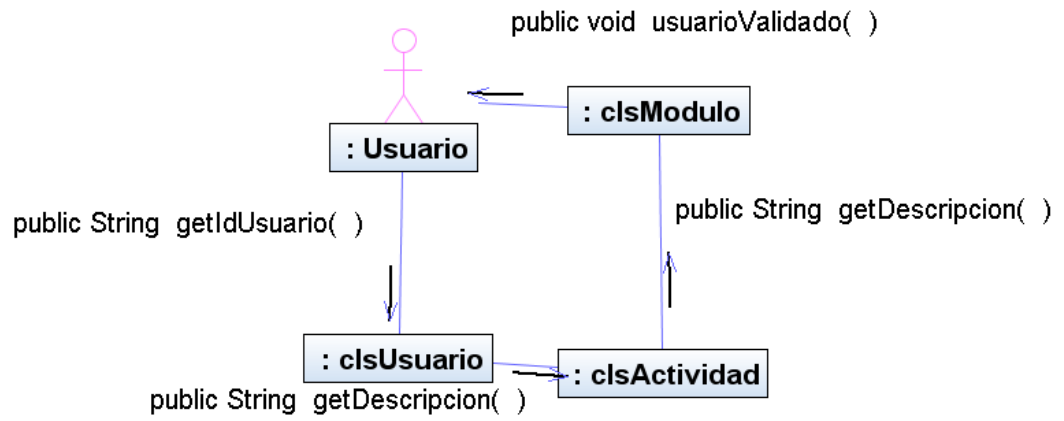 public void usuarioValidado( )
: clsModulo
: Usuario
public String getIdUsuario( )
public String getDescripcion( )
: clsUsuario
: clsActividad
public String getDescripcion( )